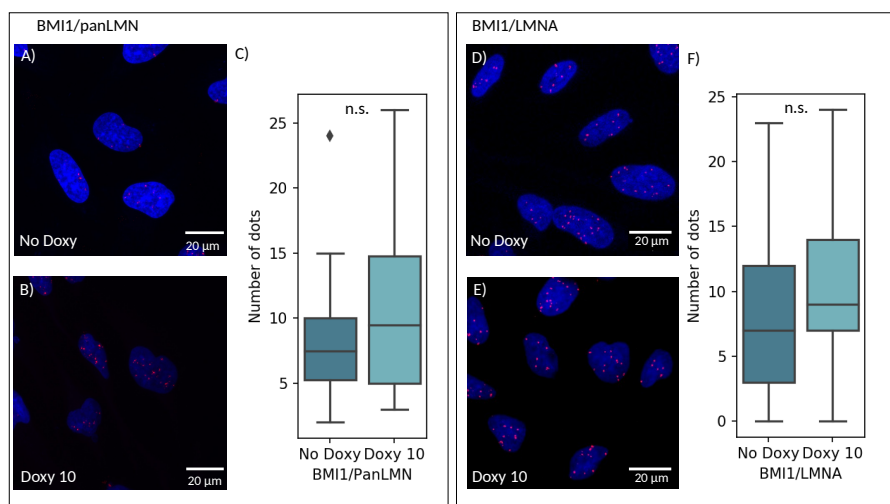 BMI1/panLMN
A)
No Doxy
20 µm
B)
Doxy 10
20 µm
C)
n.s.
25
20
15
10
5
Number of dots
No Doxy Doxy 10
BMI1/PanLMN
BMI1/LMNA
D)
No Doxy
20 µm
E)
Doxy 10
20 µm
F)
n.s.
25
20
15
10
5
0
Number of dots
No Doxy Doxy 10
BMI1/LMNA